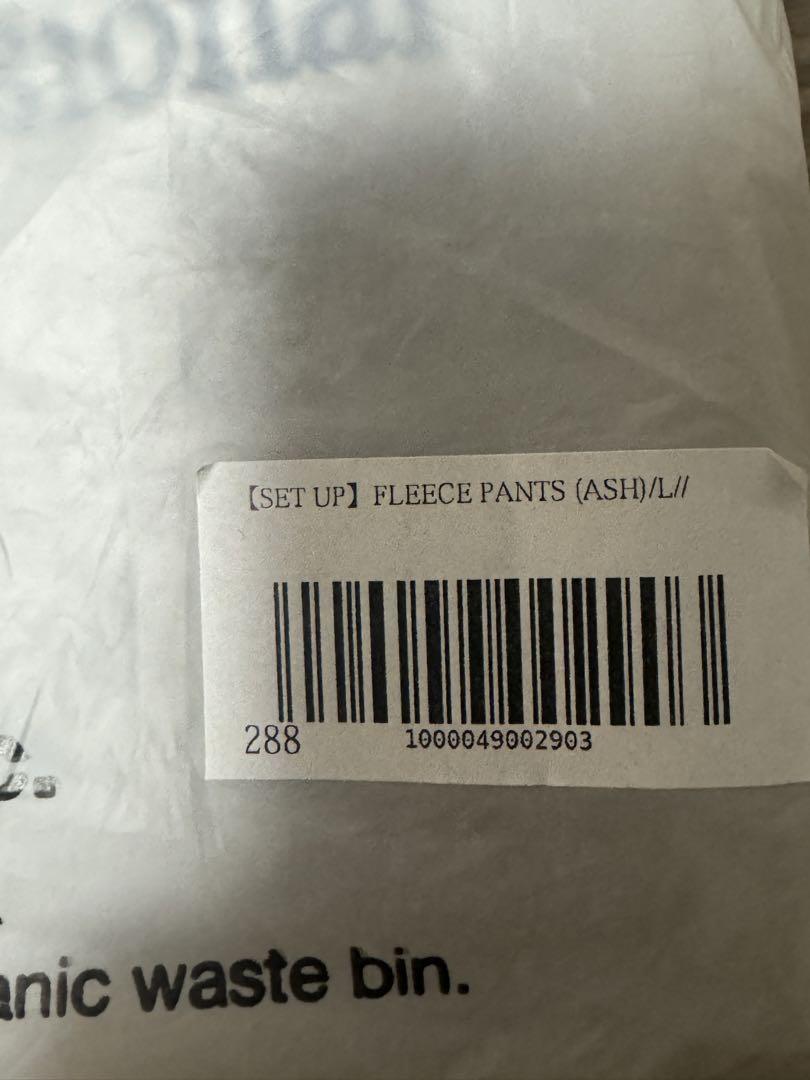 【SET UP】FLEECE PANTS (ASH)/L//
288
1000049002903
waste bin.